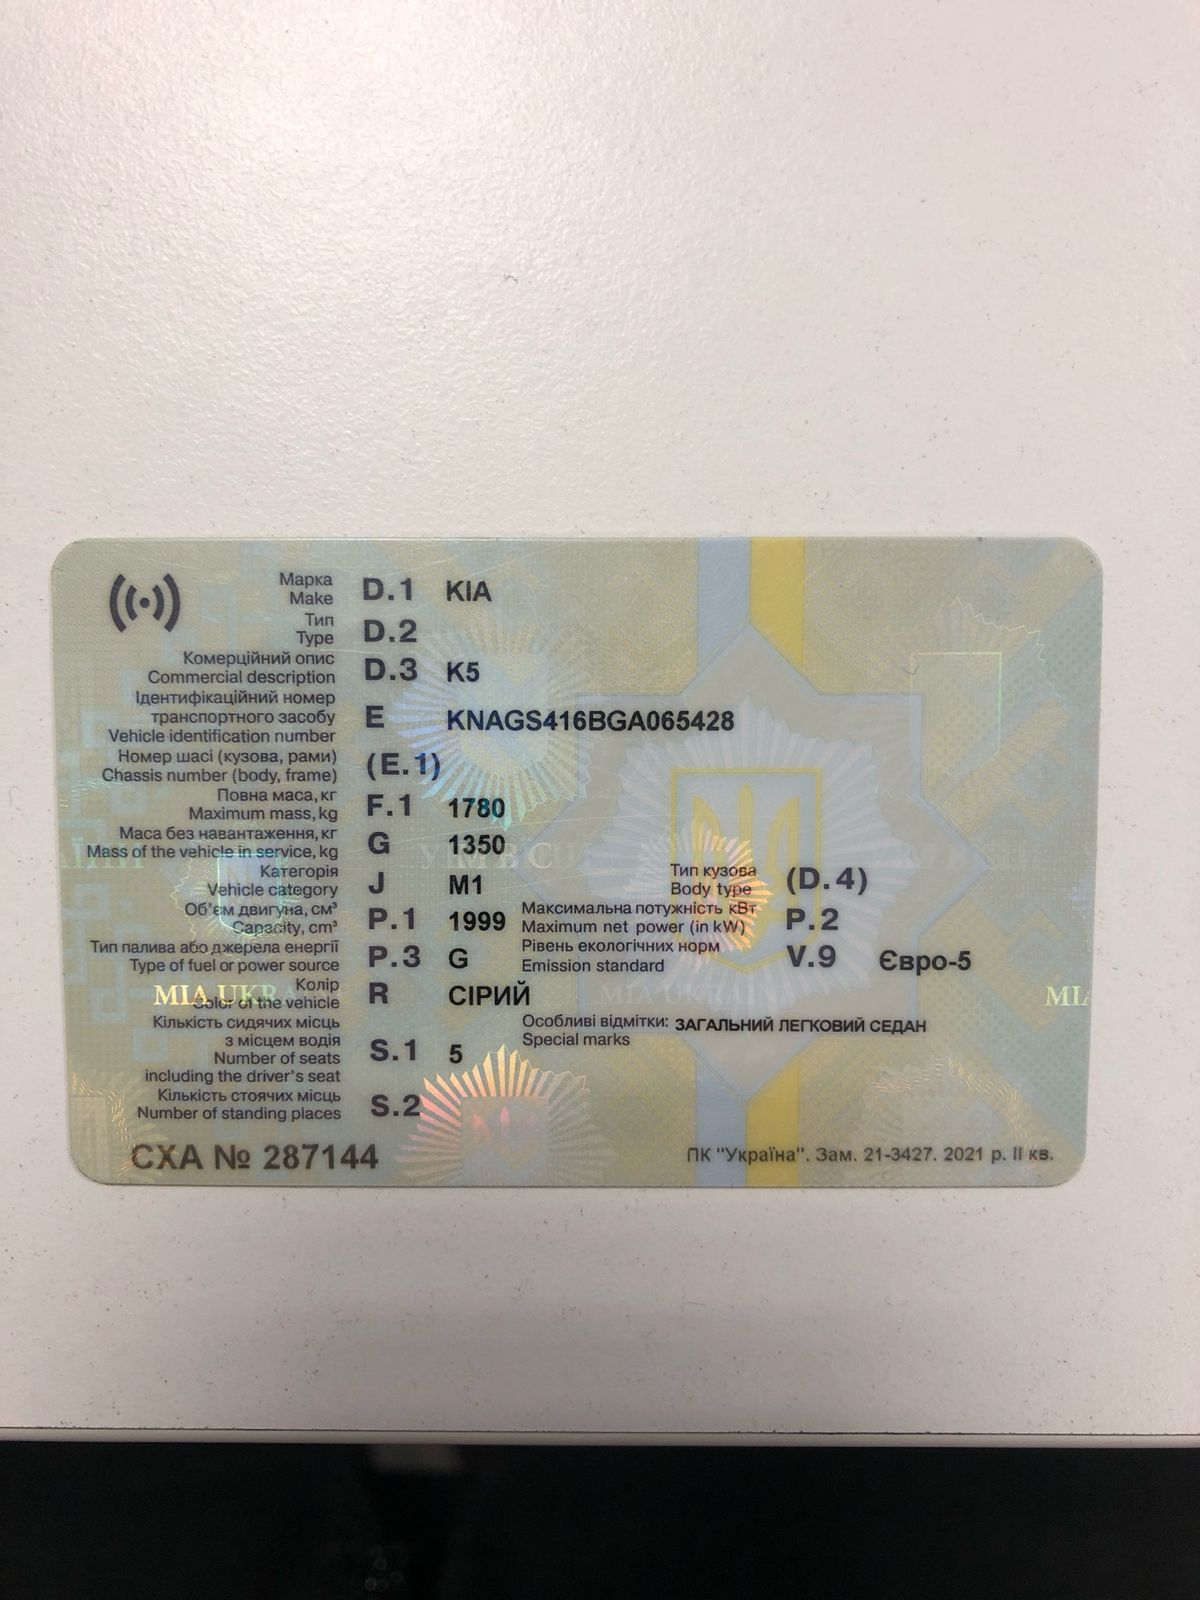 Марка
Make D.1 KIA
Тип
Type D.2
Комерційний опис
Commercial description D.3 K5
Ідентифікаційний номер
транспортного засобу
Vehicle identification number E KNAGS416BGA065428
Номер шасі (кузова, рами)
Chassis number (body, frame) (E.1)
Повна маса, кг
Maximum mass, kg F.1 1780
Маса без навантаження, кг
Mass of the vehicle in service, kg G 1350
Категорія
Vehicle category J M1
Тип кузова
Body type (D.4)
Об'єм двигуна, см³
Capacity, cm³ P.1 1999
Максимальна потужність кВт
Maximum net power (in kW) P.2
Тип палива або джерела енергії
Type of fuel or power source P.3 G
Рівень екологічних норм
Emission standard V.9 Євро-5
MIA UKRA MIA UKRAI MIA
Колір
Color of the vehicle R СІРИЙ
Кількість сидячих місць
з місцем водія
Number of seats
including the driver's seat S.1 5
Особливі відмітки: ЗАГАЛЬНИЙ ЛЕГКОВИЙ СЕДАН
Special marks
Кількість стоячих місць
Number of standing places S.2
СХА № 287144
ПК "Україна". Зам. 21-3427. 2021 р. II кв.